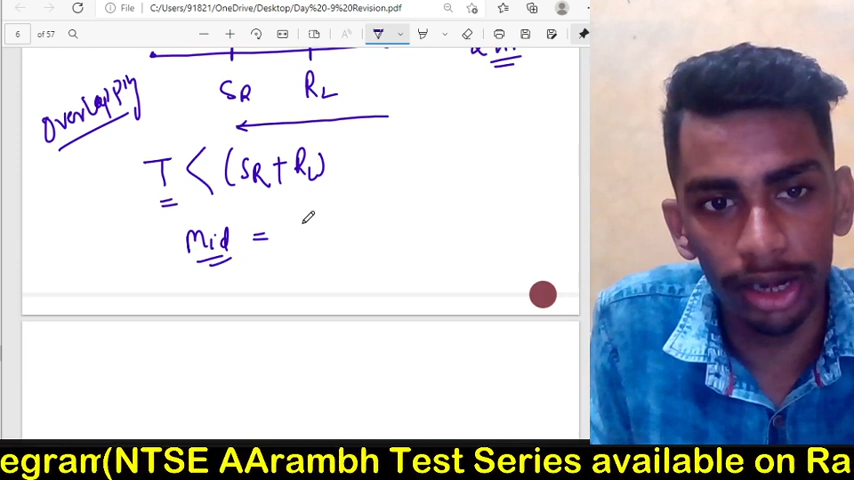 File
C:/Users/91821/OneDrive/Desktop/Day%20-9%20Revision.pdf
6 of 57
Overlapping
SR RL
T < (SR + RL)
Mid =
egram(NTSE AArambh Test Series available on Ra